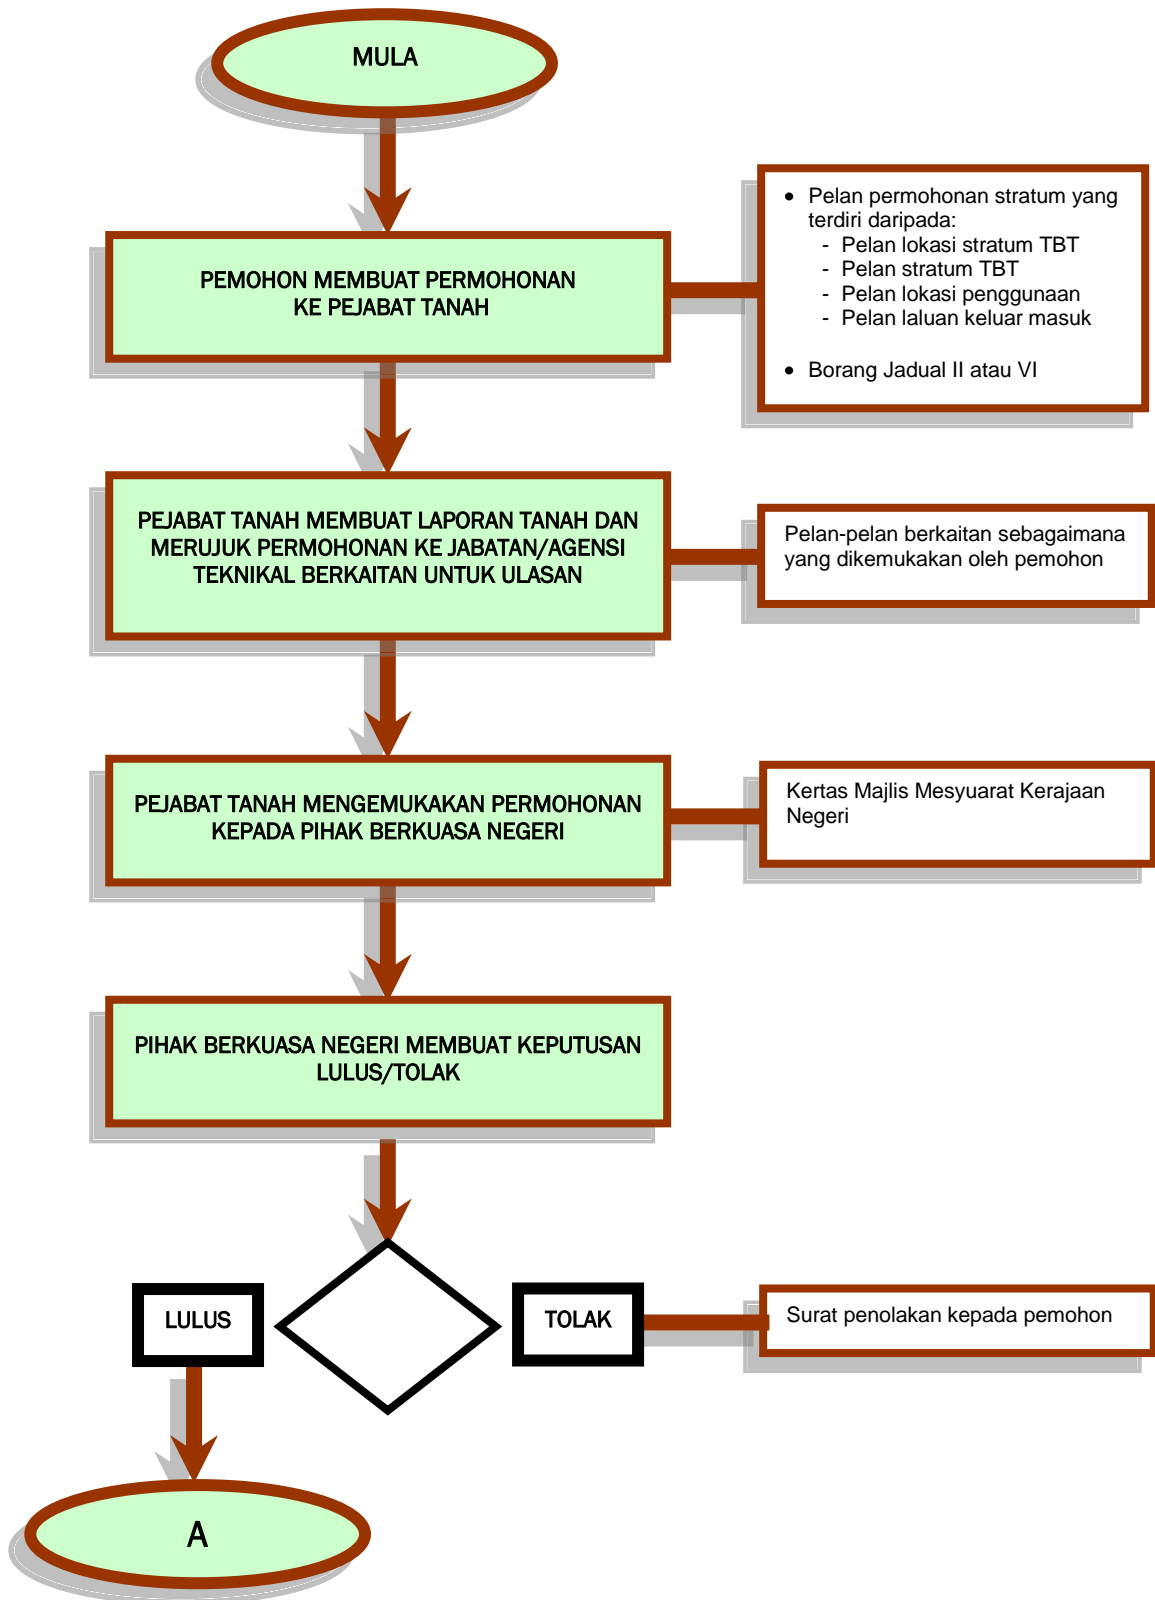 MULA
PEMOHON MEMBUAT PERMOHONAN
KE PEJABAT TANAH
• Pelan permohonan stratum yang
terdiri daripada:
- Pelan lokasi stratum TBT
- Pelan stratum TBT
- Pelan lokasi penggunaan
- Pelan laluan keluar masuk
• Borang Jadual II atau VI
PEJABAT TANAH MEMBUAT LAPORAN TANAH DAN
MERUJUK PERMOHONAN KE JABATAN/AGENSI
TEKNIKAL BERKAITAN UNTUK ULASAN
Pelan-pelan berkaitan sebagaimana
yang dikemukakan oleh pemohon
PEJABAT TANAH MENGEMUKAKAN PERMOHONAN
KEPADA PIHAK BERKUASA NEGERI
Kertas Majlis Mesyuarat Kerajaan
Negeri
PIHAK BERKUASA NEGERI MEMBUAT KEPUTUSAN
LULUS/TOLAK
LULUS
TOLAK
Surat penolakan kepada pemohon
A